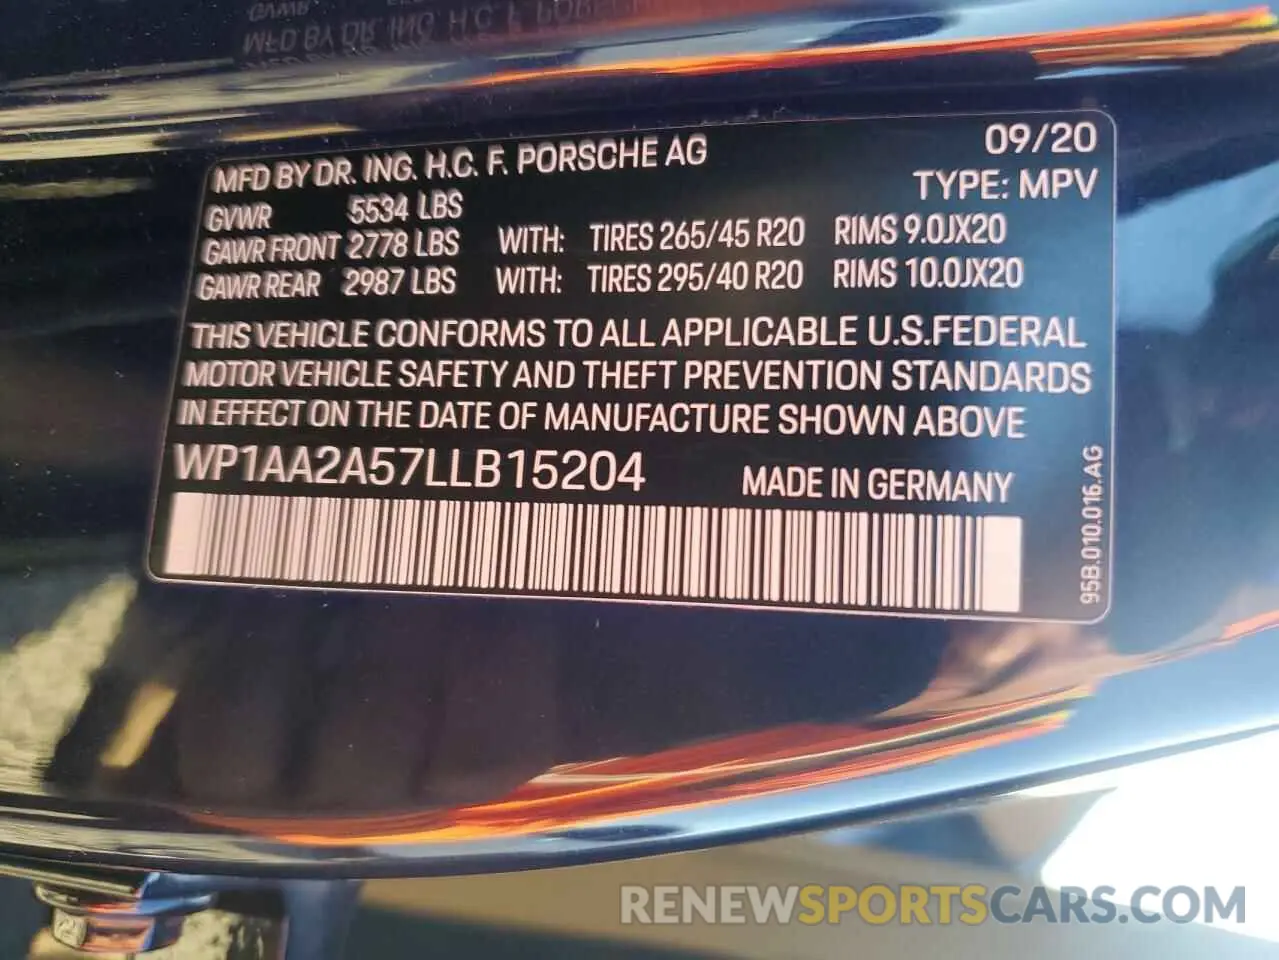 MFD BY DR. ING. H.C. F. PORSCHE AG 09/20
TYPE: MPV
GVWR 5534 LBS
GAWR FRONT 2778 LBS WITH: TIRES 265/45 R20 RIMS 9.0JX20
GAWR REAR 2987 LBS WITH: TIRES 295/40 R20 RIMS 10.0JX20
THIS VEHICLE CONFORMS TO ALL APPLICABLE U.S.FEDERAL
MOTOR VEHICLE SAFETY AND THEFT PREVENTION STANDARDS
IN EFFECT ON THE DATE OF MANUFACTURE SHOWN ABOVE
WP1AA2A57LLB15204 MADE IN GERMANY
95B.010.016.AG
RENEWSPORTSCARS.COM